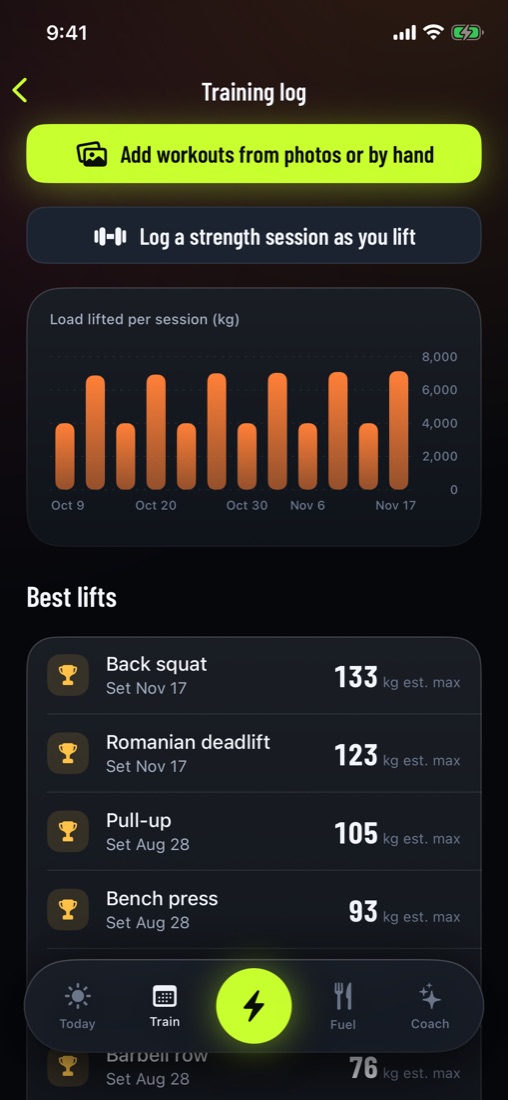 9:41
Training log
Add workouts from photos or by hand
Log a strength session as you lift
Load lifted per session (kg)
8,000
6,000
4,000
2,000
0
Oct 9 Oct 20 Oct 30 Nov 6 Nov 17
Best lifts
Back squat
Set Nov 17
133 kg est. max
Romanian deadlift
Set Nov 17
123 kg est. max
Pull-up
Set Aug 28
105 kg est. max
Bench press
Set Aug 28
93 kg est. max
Today Train Fuel Coach
Barbell row
Set Aug 28
76 kg est. max